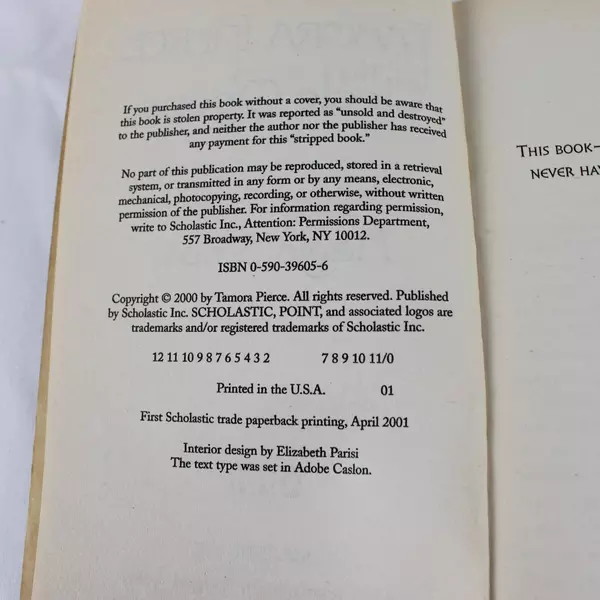 If you purchased this book without a cover, you should be aware that
this book is stolen property. It was reported as “unsold and destroyed”
to the publisher, and neither the author nor the publisher has received
any payment for this “stripped book.”
No part of this publication may be reproduced, stored in a retrieval
system, or transmitted in any form or by any means, electronic,
mechanical, photocopying, recording, or otherwise, without written
permission of the publisher. For information regarding permission,
write to Scholastic Inc., Attention: Permissions Department,
557 Broadway, New York, NY 10012.
ISBN 0-590-39605-6
Copyright © 2000 by Tamora Pierce. All rights reserved. Published
by Scholastic Inc. SCHOLASTIC, POINT, and associated logos are
trademarks and/or registered trademarks of Scholastic Inc.
12 11 10 9 8 7 6 5 4 3 2 7 8 9 10 11/0
Printed in the U.S.A. 01
First Scholastic trade paperback printing, April 2001
Interior design by Elizabeth Parisi
The text type was set in Adobe Caslon.
THIS BOOK—
NEVER HAV